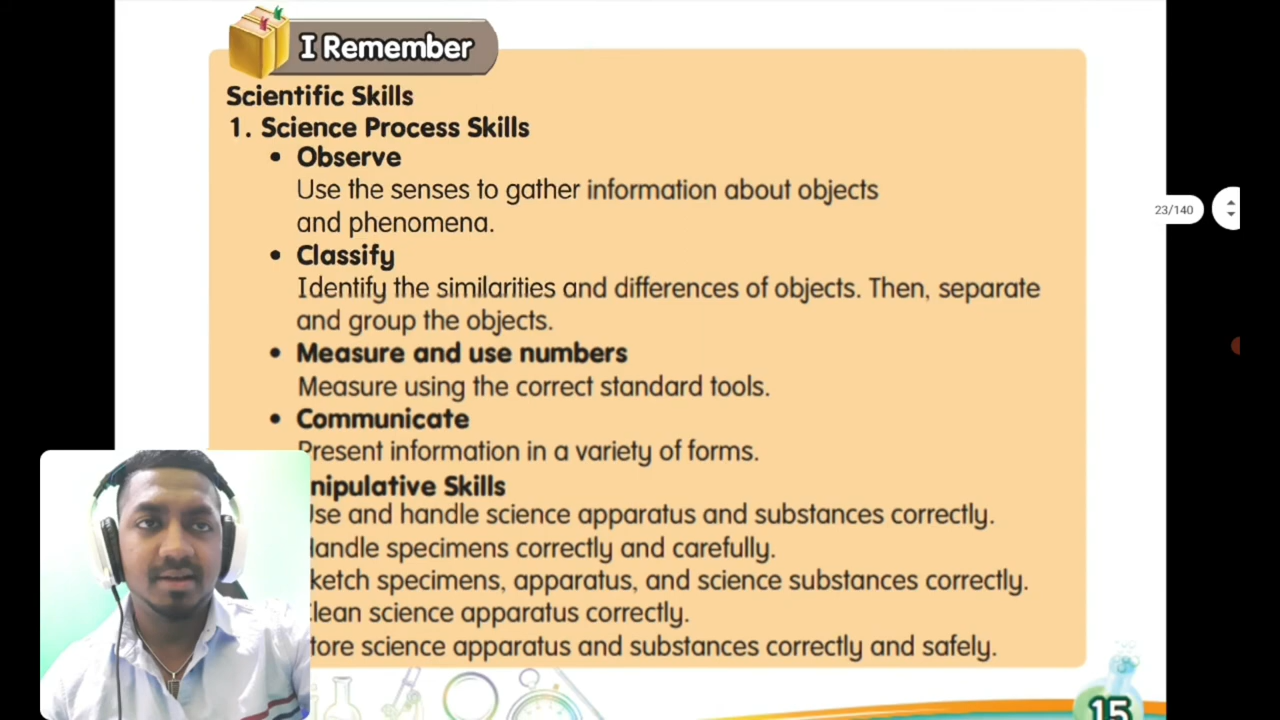 I Remember
Scientific Skills
1. Science Process Skills
• Observe
Use the senses to gather information about objects
and phenomena.
• Classify
Identify the similarities and differences of objects. Then, separate
and group the objects.
• Measure and use numbers
Measure using the correct standard tools.
• Communicate
Present information in a variety of forms.
nipulative Skills
Use and handle science apparatus and substances correctly.
Handle specimens correctly and carefully.
ketch specimens, apparatus, and science substances correctly.
Clean science apparatus correctly.
tore science apparatus and substances correctly and safely.
23/140
15